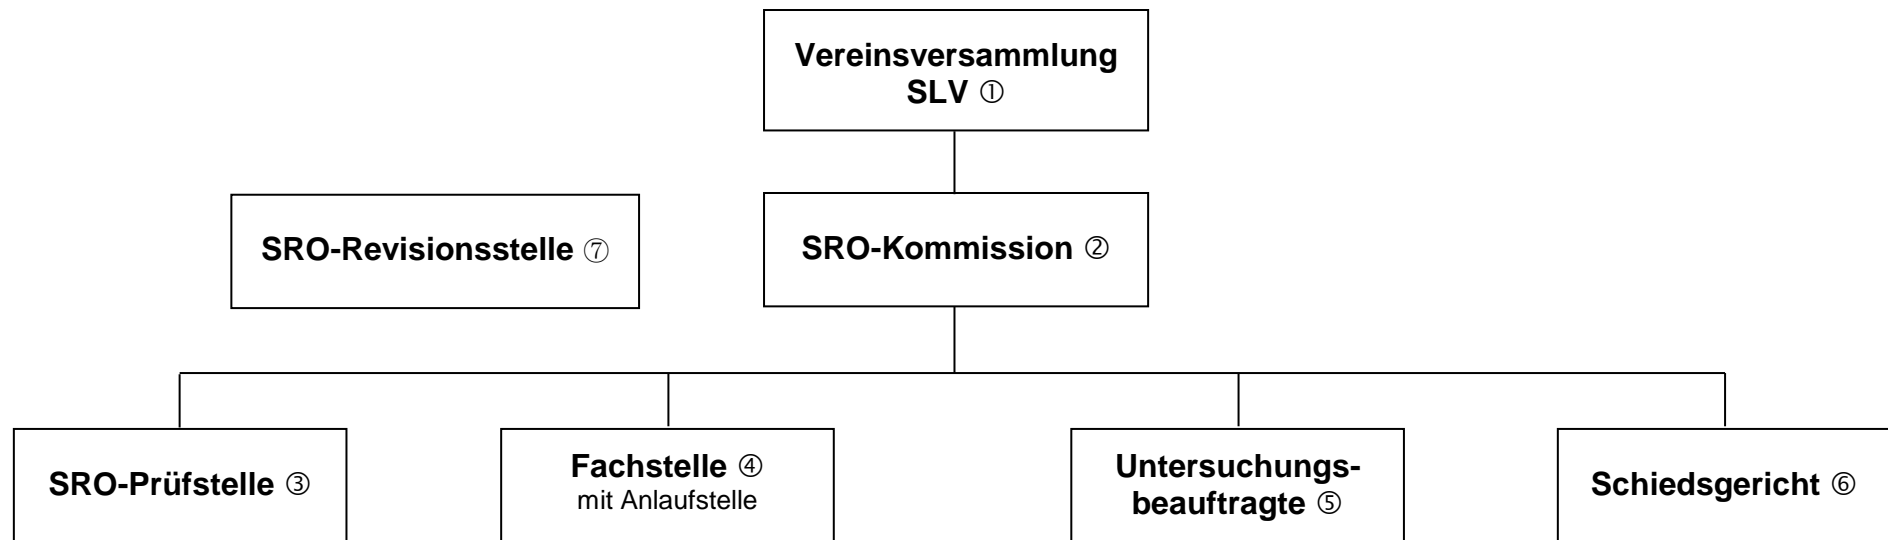 Vereinsversammlung
SLV ①
SRO-Revisionsstelle ⑦
SRO-Kommission ②
SRO-Prüfstelle ③
Fachstelle ④
mit Anlaufstelle
Untersuchungs-
beauftragte ⑤
Schiedsgericht ⑥